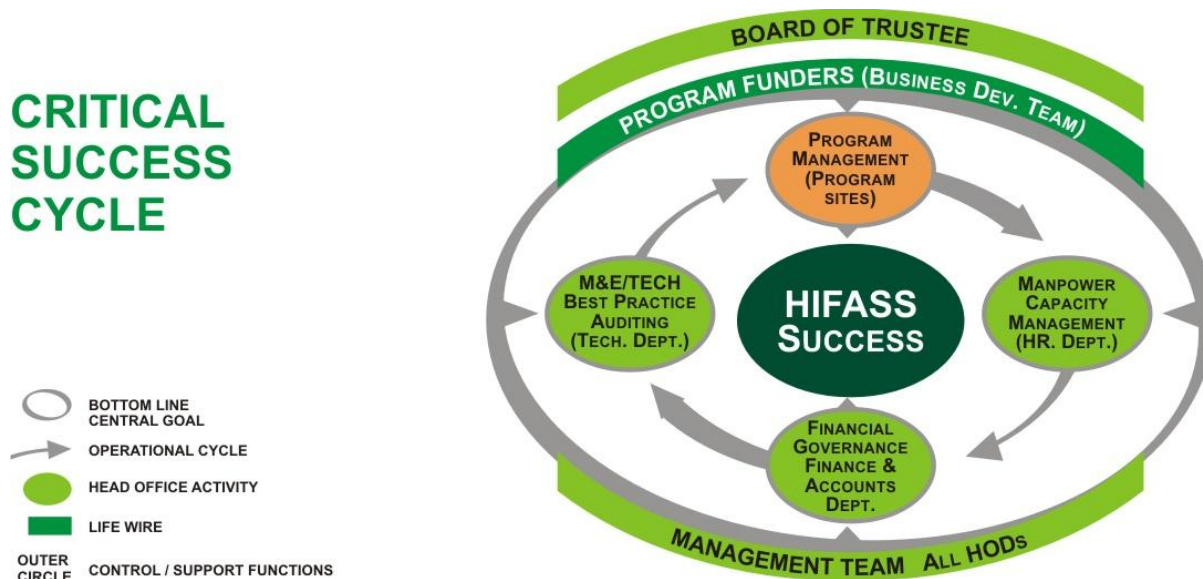 CRITICAL
SUCCESS
CYCLE
BOARD OF TRUSTEE
PROGRAM FUNDERS (BUSINESS DEV. TEAM)
PROGRAM
MANAGEMENT
(PROGRAM
SITES)
M&E/TECH
BEST PRACTICE
AUDITING
(TECH. DEPT.)
HIFASS
SUCCESS
MANPOWER
CAPACITY
MANAGEMENT
(HR. DEPT.)
FINANCIAL
GOVERNANCE
FINANCE &
ACCOUNTS
DEPT.
MANAGEMENT TEAM ALL HODS
BOTTOM LINE
CENTRAL GOAL
OPERATIONAL CYCLE
HEAD OFFICE ACTIVITY
LIFE WIRE
OUTER
CIRCLE
CONTROL / SUPPORT FUNCTIONS